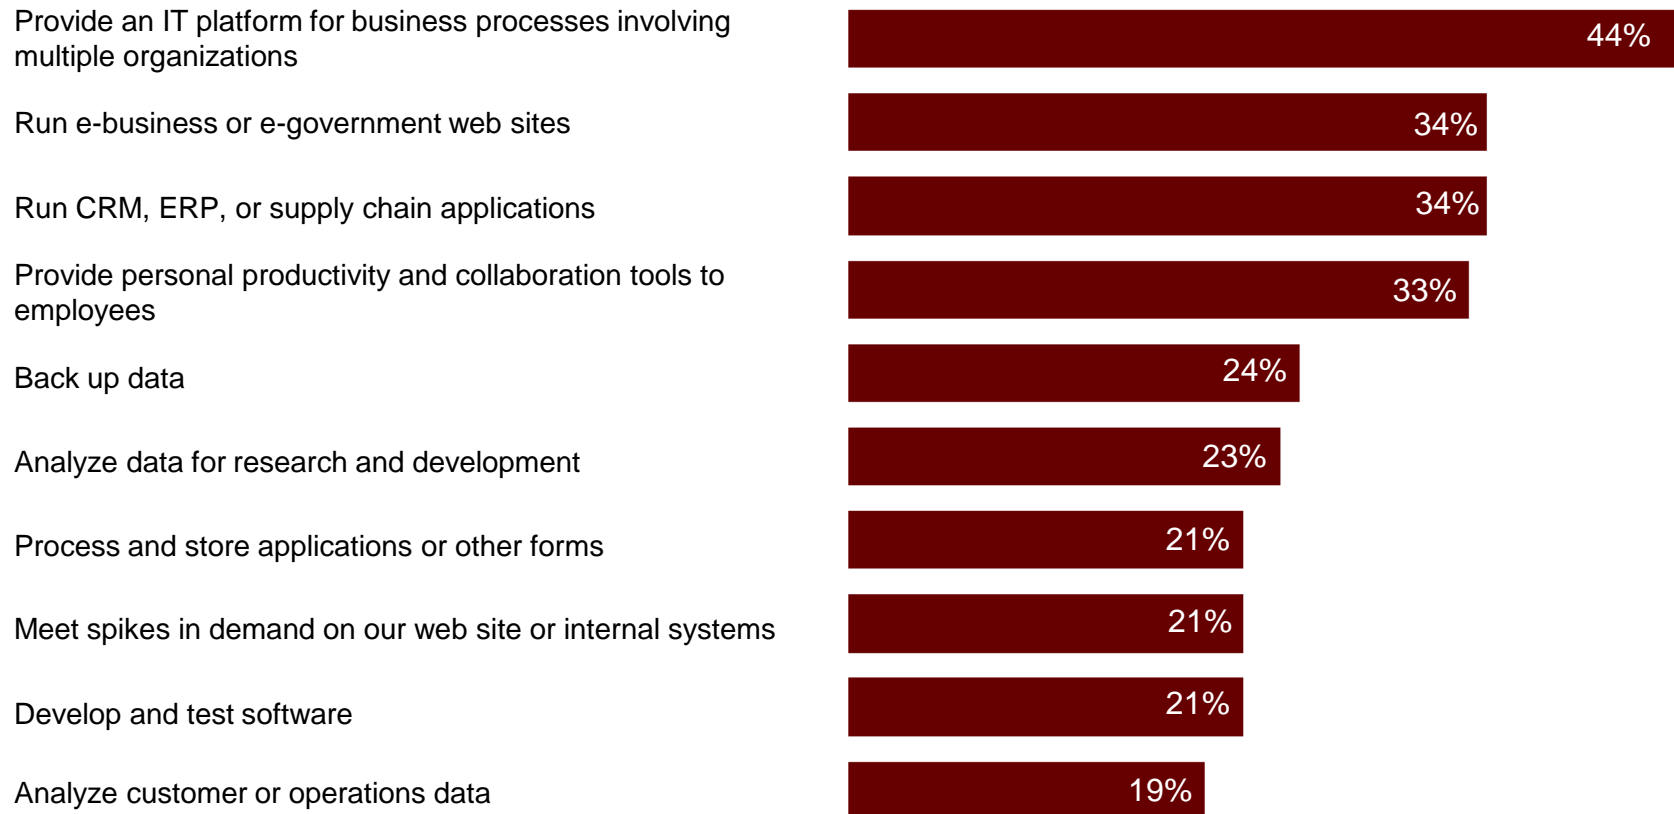 Provide an IT platform for business processes involving
multiple organizations
44%
Run e-business or e-government web sites
34%
Run CRM, ERP, or supply chain applications
34%
Provide personal productivity and collaboration tools to
employees
33%
Back up data
24%
Analyze data for research and development
23%
Process and store applications or other forms
21%
Meet spikes in demand on our web site or internal systems
21%
Develop and test software
21%
Analyze customer or operations data
19%